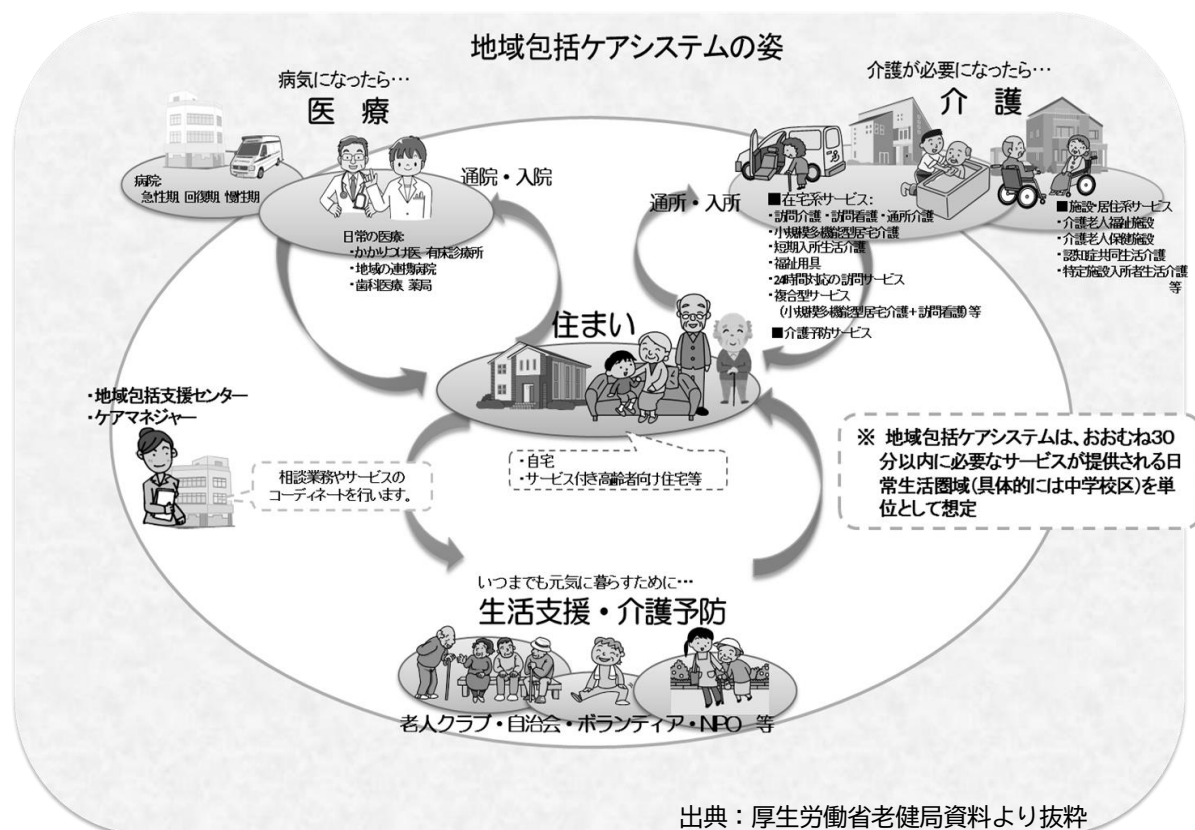 地域包括ケアシステムの姿
病気になったら…
医 療
介護が必要になったら…
介 護
病院:
急性期 回復期 慢性期
日常の医療:
・かかりつけ医 有床診療所
・地域の連携病院
・歯科医療 薬局
通院・入院
通所・入所
■在宅系サービス:
・訪問介護・訪問看護・通所介護
・小規模多機能型居宅介護
・短期入所生活介護
・福祉用具
・24時間対応の訪問サービス
・複合型サービス
(小規模多機能型居宅介護+訪問看護)等
■介護予防サービス
■施設・居住系サービス
・介護老人福祉施設
・介護老人保健施設
・認知症共同生活介護
・特定施設入所者生活介護
等
住まい
・自宅
・サービス付き高齢者向け住宅等
・地域包括支援センター
・ケアマネジャー
相談業務やサービスの
コーディネートを行います。
※ 地域包括ケアシステムは、おおむね30
分以内に必要なサービスが提供される日
常生活圏域(具体的には中学校区)を単
位として想定
いつまでも元気に暮らすために…
生活支援・介護予防
老人クラブ・自治会・ボランティア・NPO 等
出典:厚生労働省老健局資料より抜粋